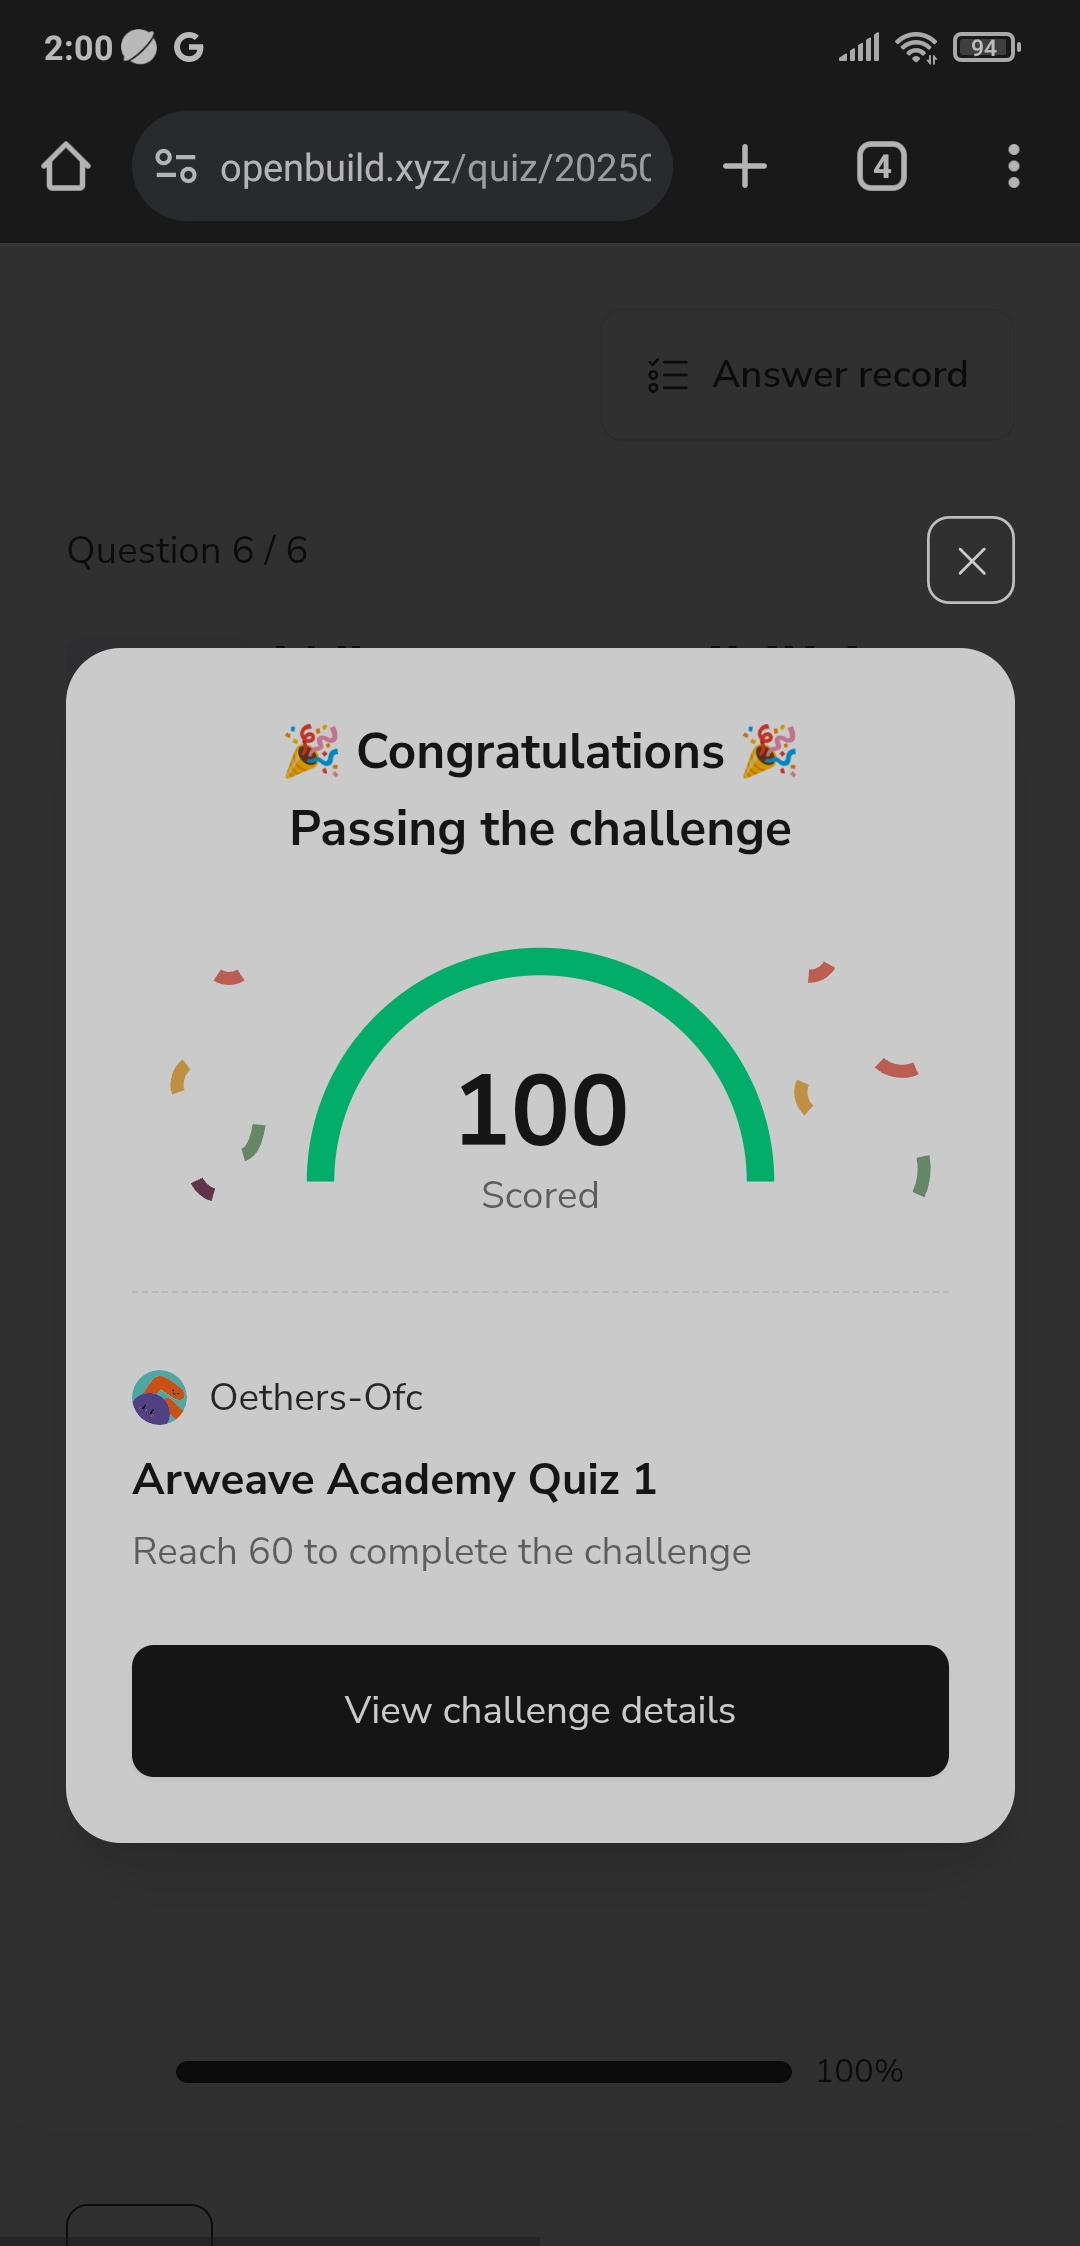 2:00
94
openbuild.xyz/quiz/2025
4
Answer record
Question 6 / 6
🎉 Congratulations 🎉
Passing the challenge
100
Scored
Oethers-Ofc
Arweave Academy Quiz 1
Reach 60 to complete the challenge
View challenge details
100%